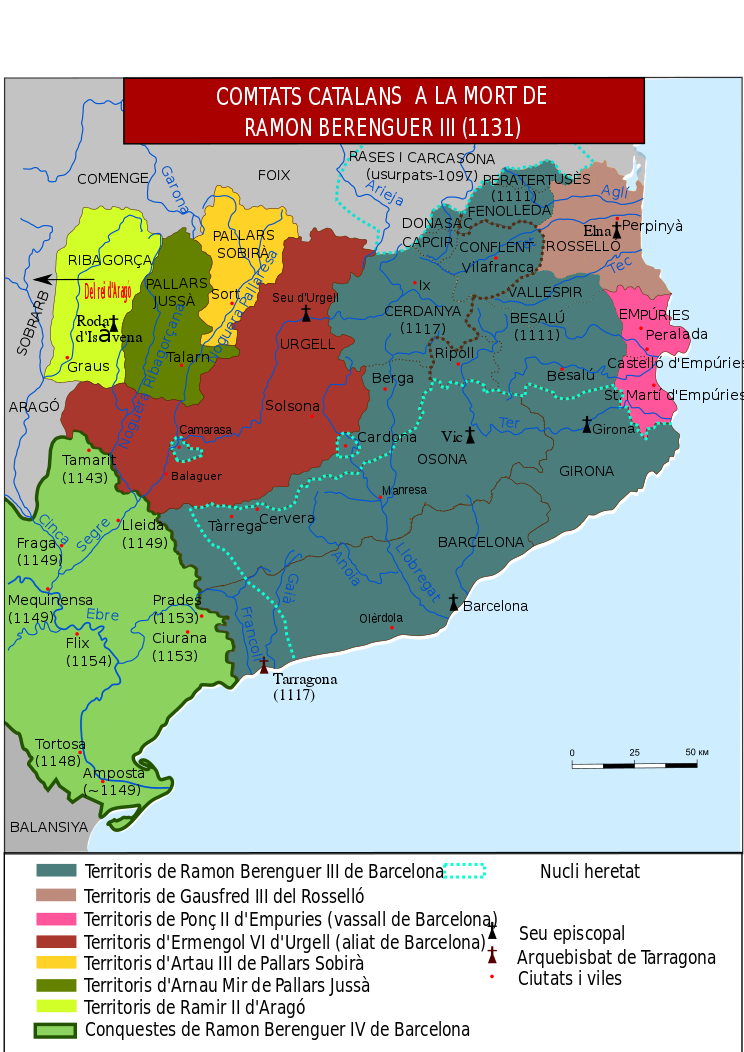 COMTATS CATALANS A LA MORT DE
RAMON BERENGUER III (1131)
COMENGE
FOIX
RASES I CARCASONA
(usurpats-1097)
Garona
Arieja
PERATERTUSÈS
(1111)
FENOLLEDA
DONASÀ
CAPCIR
CONFLENT
Vilafranca
Aglí
Elna
Perpinyà
ROSSELLÓ
Tec
VALLESPIR
PALLARS
SOBIRÀ
RIBAGORÇA
PALLARS
JUSSÀ
Del rei d'Aragó
Sort
Noguera Pallaresa
Noguera Ribagorçana
Seu d'Urgell
URGELL
Ix
CERDANYA
(1117)
BESALÚ
(1111)
EMPÚRIES
Peralada
Castelló d'Empúries
St. Martí d'Empúries
SOBRARB
Roda
d'Isàvena
Talarn
Graus
Ripoll
Berga
Besalú
ARAGÓ
Solsona
Camarasa
Balaguer
Cardona
Vic
Ter
Girona
OSONA
GIRONA
Tamarit
(1143)
Manresa
Cinca
Segre
Lleida
(1149)
Tàrrega
Cervera
BARCELONA
Fraga
(1149)
Anoia
Llobregat
Gaià
Francolí
Mequinensa
(1149)
Ebre
Prades
(1153)
Barcelona
Olèrdola
Flix
(1154)
Ciurana
(1153)
Tarragona
(1117)
Tortosa
(1148)
Amposta
(~1149)
BALANSIYA
0 25 50 км
Territoris de Ramon Berenguer III de Barcelona
Nucli heretat
Territoris de Gausfred III del Rosselló
Territoris de Ponç II d'Empuries (vassall de Barcelona)
Seu episcopal
Territoris d'Ermengol VI d'Urgell (aliat de Barcelona)
Arquebisbat de Tarragona
Territoris d'Artau III de Pallars Sobirà
Ciutats i viles
Territoris d'Arnau Mir de Pallars Jussà
Territoris de Ramir II d'Aragó
Conquestes de Ramon Berenguer IV de Barcelona